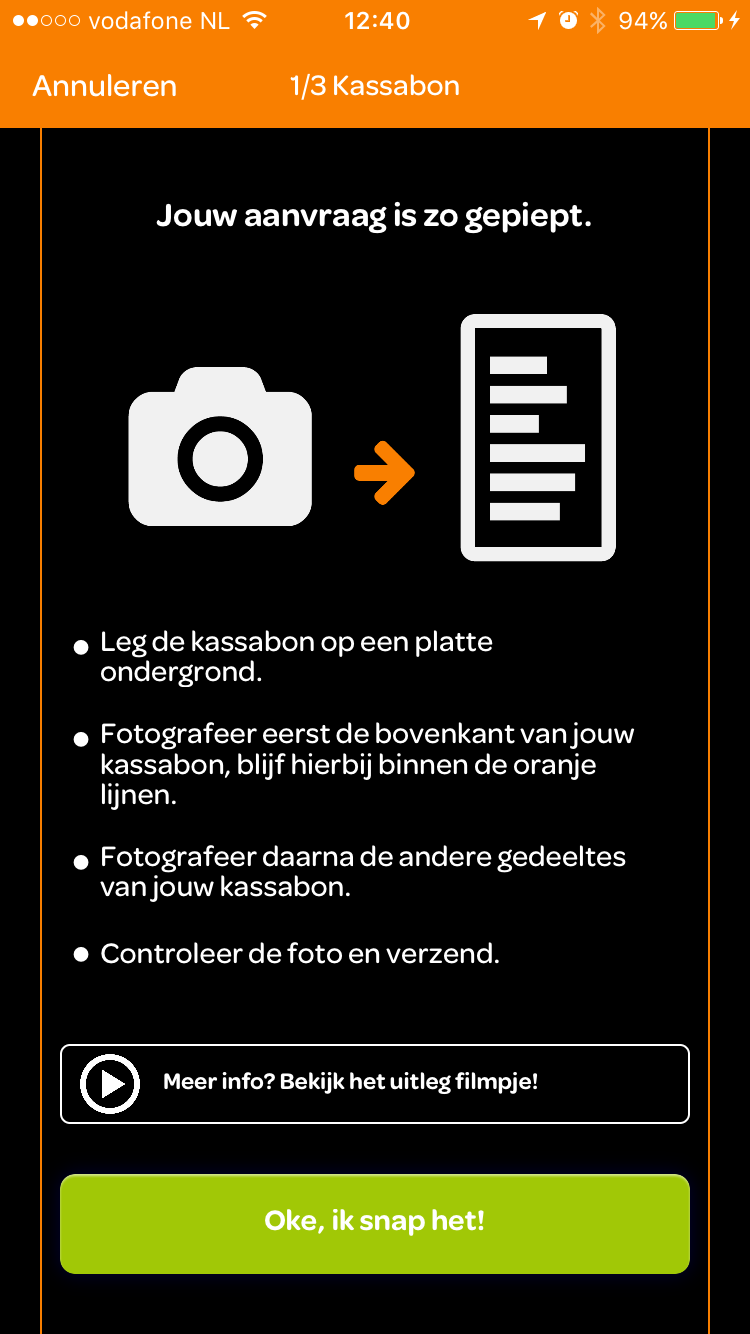 vodafone NL 12:40 94%
Annuleren 1/3 Kassabon
Jouw aanvraag is zo gepiept.
Leg de kassabon op een platte
ondergrond.
Fotografeer eerst de bovenkant van jouw
kassabon, blijf hierbij binnen de oranje
lijnen.
Fotografeer daarna de andere gedeeltes
van jouw kassabon.
Controleer de foto en verzend.
Meer info? Bekijk het uitleg filmpje!
Oke, ik snap het!